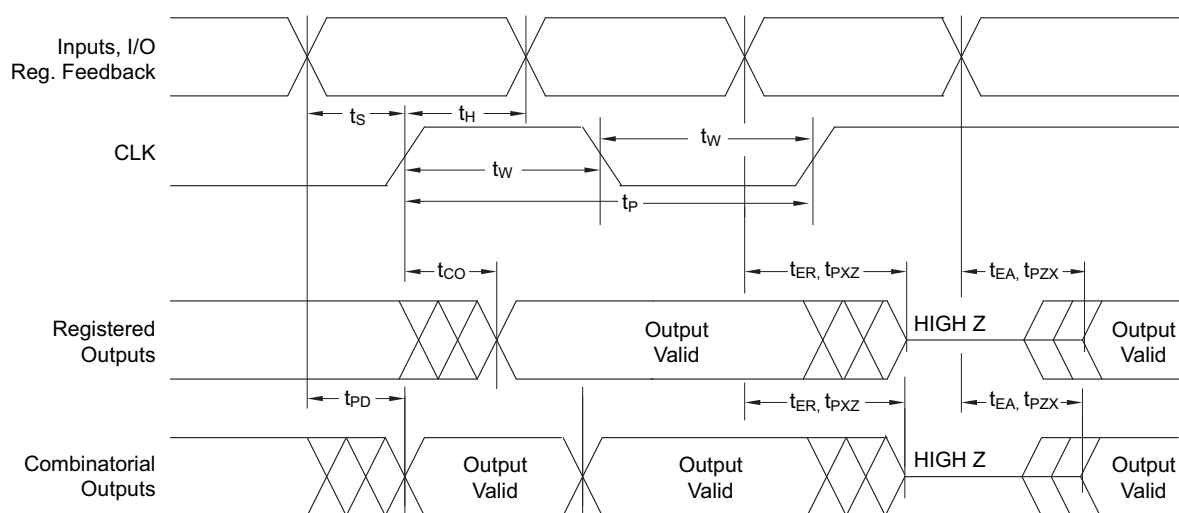 Inputs, I/O
Reg. Feedback
tS
tH
CLK
tW
tW
tP
tCO
tER, tPXZ
tEA, tPZX
Registered
Outputs
Output
Valid
HIGH Z
Output
Valid
tPD
tER, tPXZ
tEA, tPZX
Combinatorial
Outputs
Output
Valid
Output
Valid
HIGH Z
Output
Valid